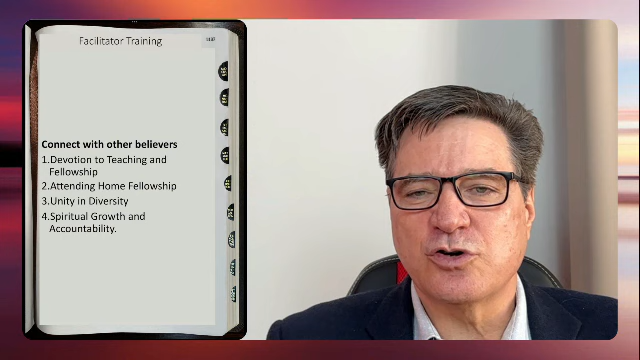 Facilitator Training
Connect with other believers
1.Devotion to Teaching and
Fellowship
2.Attending Home Fellowship
3.Unity in Diversity
4.Spiritual Growth and
Accountability.